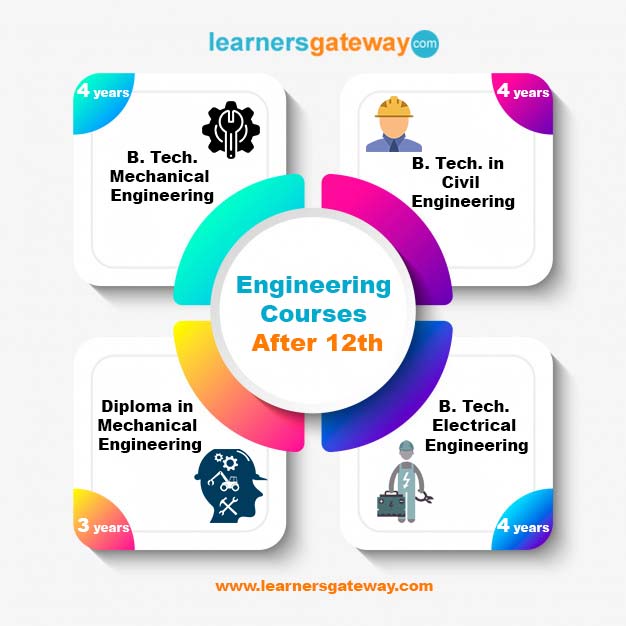 learnersgateway.com
4 years
B. Tech.
Mechanical
Engineering
4 years
B. Tech. in
Civil
Engineering
Engineering
Courses
After 12th
Diploma in
Mechanical
Engineering
3 years
B. Tech.
Electrical
Engineering
4 years
www.learnersgateway.com